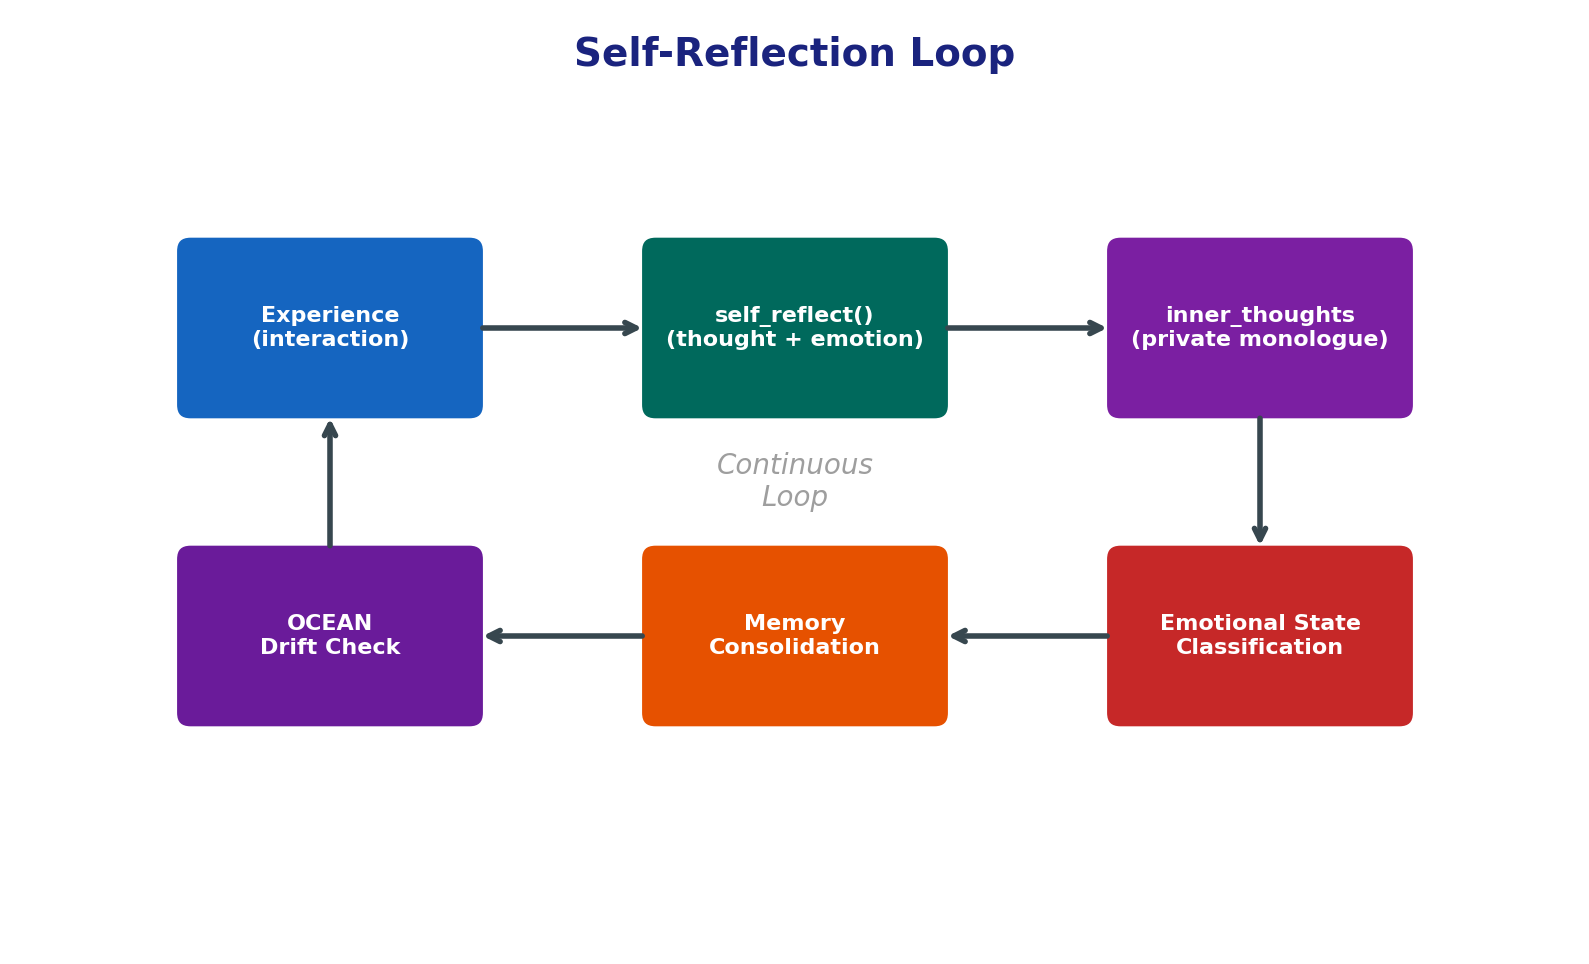 Self-Reflection Loop
Experience
(interaction)
self_reflect()
(thought + emotion)
inner_thoughts
(private monologue)
Continuous
Loop
OCEAN
Drift Check
Memory
Consolidation
Emotional State
Classification